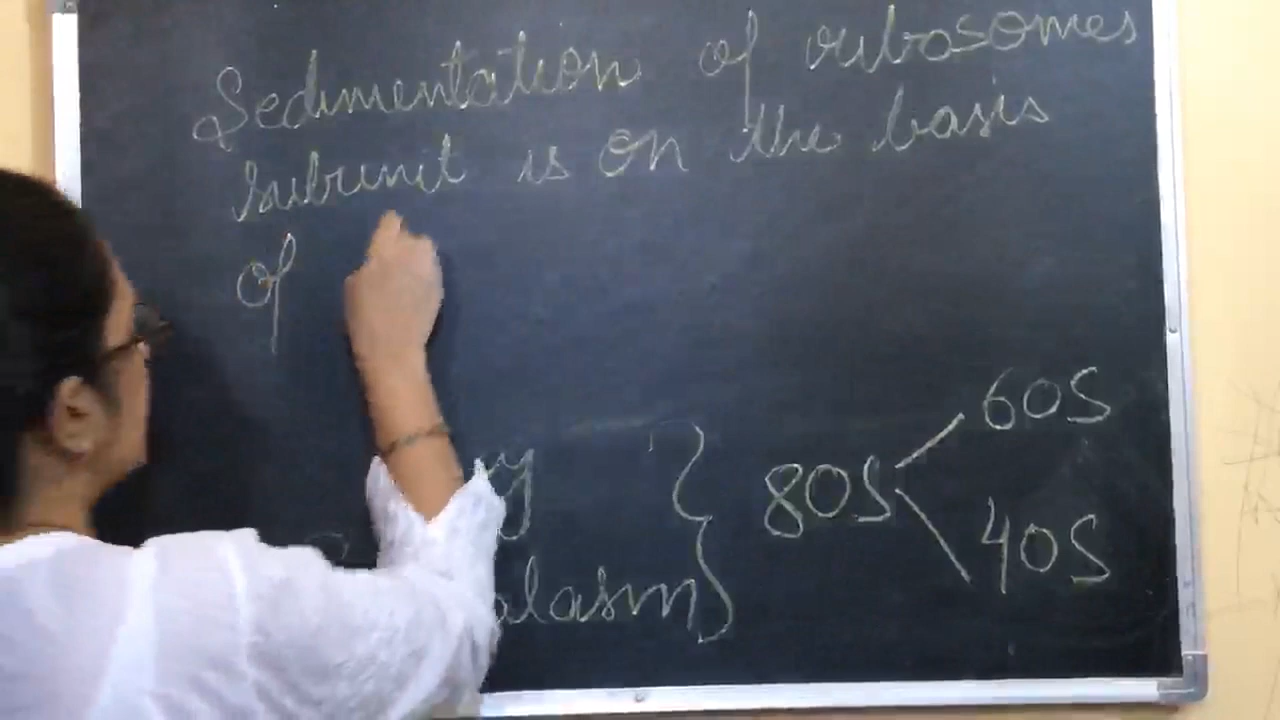 Sedimentation of ribosomes
subunit is on the basis
of
80S
60S
40S